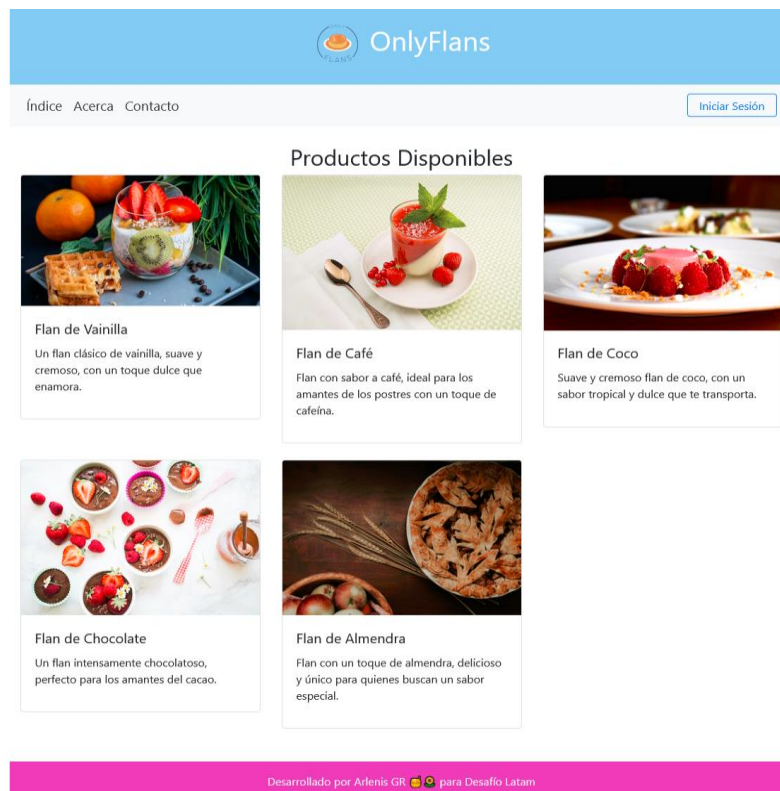 FLANS
OnlyFlans
Índice Acerca Contacto
Iniciar Sesión
Productos Disponibles
Flan de Vainilla
Un flan clásico de vainilla, suave y
cremoso, con un toque dulce que
enamora.
Flan de Café
Flan con sabor a café, ideal para los
amantes de los postres con un toque de
cafeína.
Flan de Coco
Suave y cremoso flan de coco, con un
sabor tropical y dulce que te transporta.
Flan de Chocolate
Un flan intensamente chocolatoso,
perfecto para los amantes del cacao.
Flan de Almendra
Flan con un toque de almendra, delicioso
y único para quienes buscan un sabor
especial.
Desarrollado por Arlenis GR 🍯🌻 para Desafío Latam